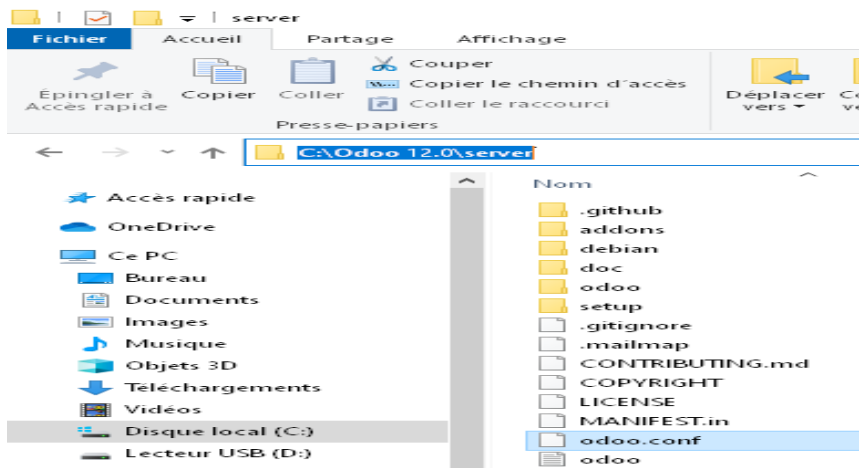 server
Fichier Accueil Partage Affichage
Épingler à
Accès rapide
Copier
Coller
Couper
Copier le chemin d'accès
Coller le raccourci
Déplacer
vers
Presse-papiers
C:\Odoo 12.0\server
Accès rapide
OneDrive
Ce PC
Bureau
Documents
Images
Musique
Objets 3D
Téléchargements
Vidéos
Disque local (C:)
Lecteur USB (D:)
Nom
.github
addons
debian
doc
odoo
setup
.gitignore
.mailmap
CONTRIBUTING.md
COPYRIGHT
LICENSE
MANIFEST.in
odoo.conf
odoo